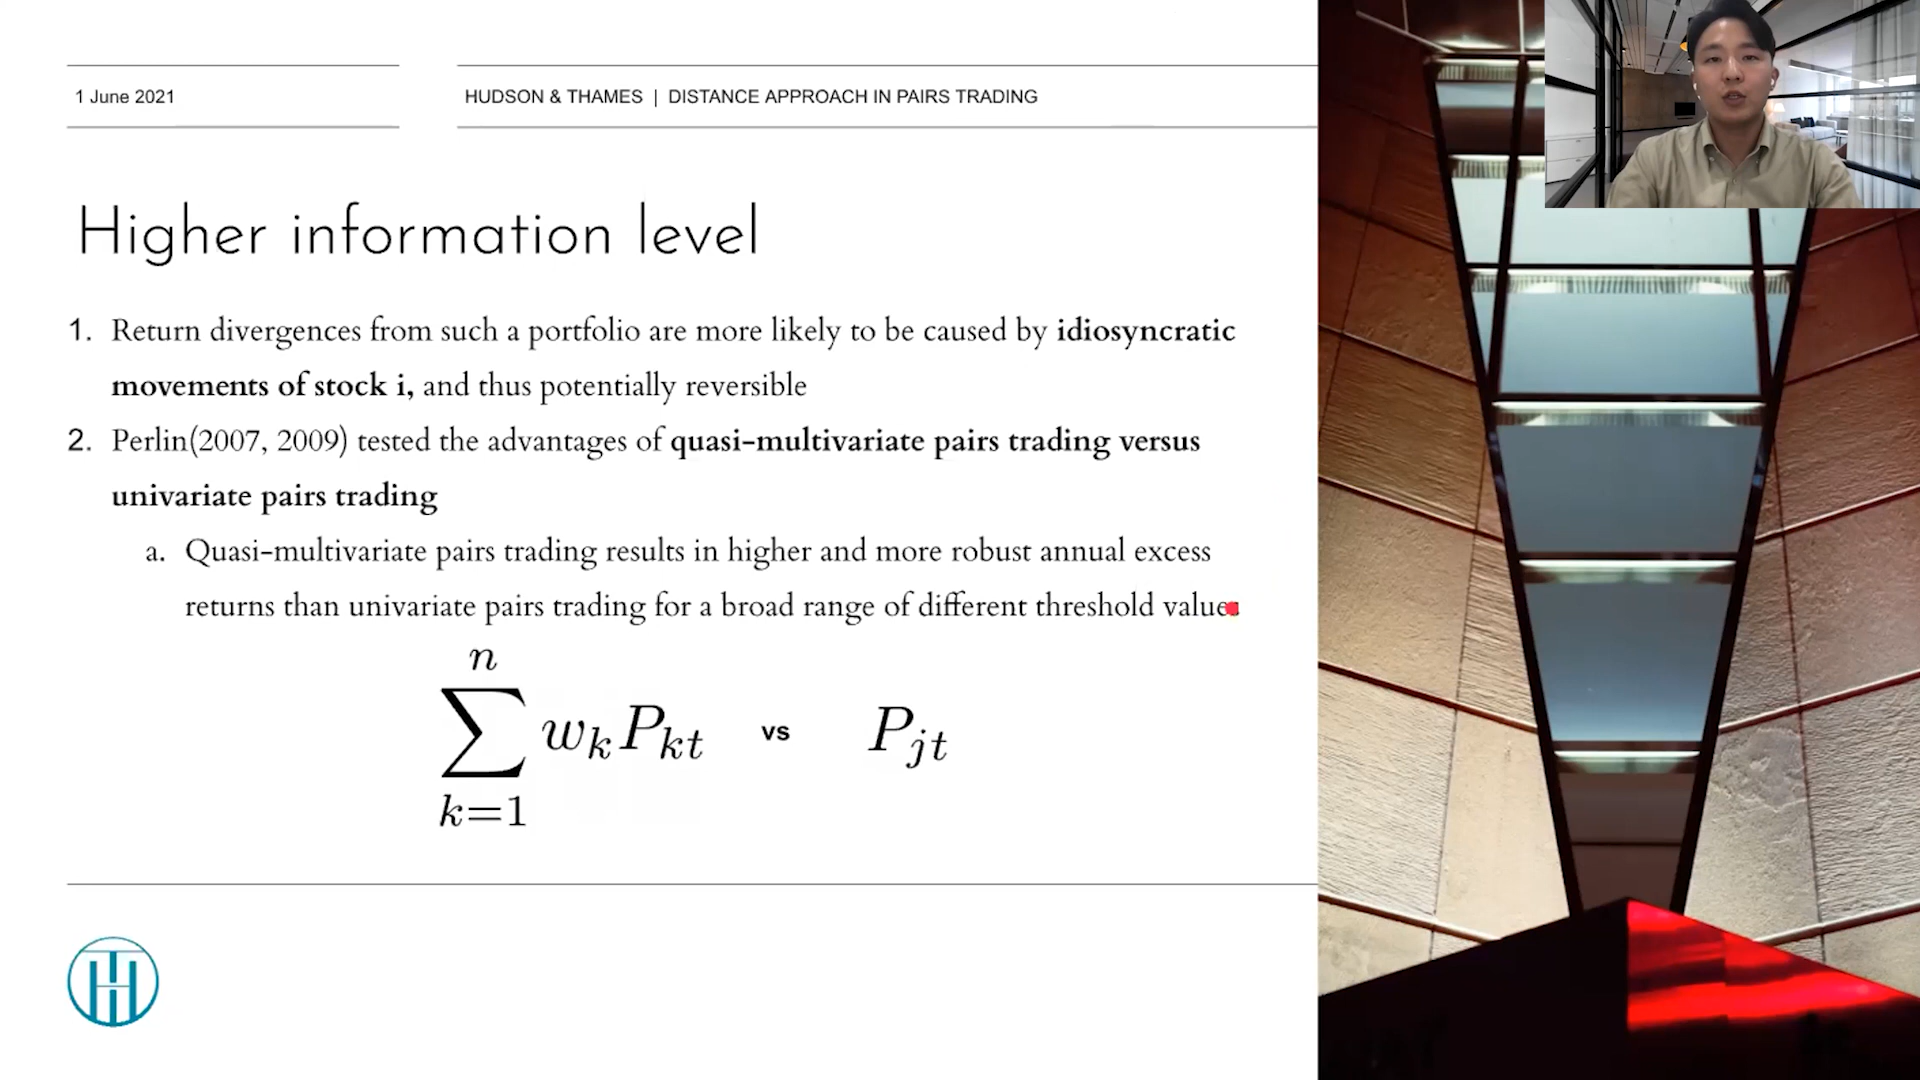 1 June 2021
HUDSON & THAMES | DISTANCE APPROACH IN PAIRS TRADING
Higher information level
1. Return divergences from such a portfolio are more likely to be caused by idiosyncratic
movements of stock i, and thus potentially reversible
2. Perlin(2007, 2009) tested the advantages of quasi-multivariate pairs trading versus
univariate pairs trading
a. Quasi-multivariate pairs trading results in higher and more robust annual excess
returns than univariate pairs trading for a broad range of different threshold values
n
∑ w_k P_{kt} vs P_{jt}
k=1